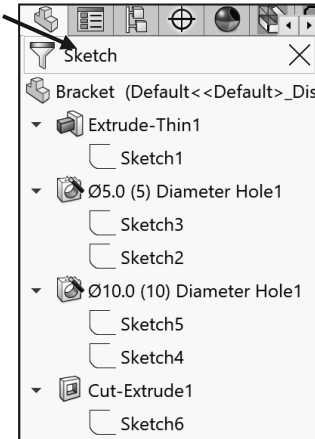 Sketch
Bracket (Default<<Default>_Dis
Extrude-Thin1
Sketch1
Ø5.0 (5) Diameter Hole1
Sketch3
Sketch2
Ø10.0 (10) Diameter Hole1
Sketch5
Sketch4
Cut-Extrude1
Sketch6